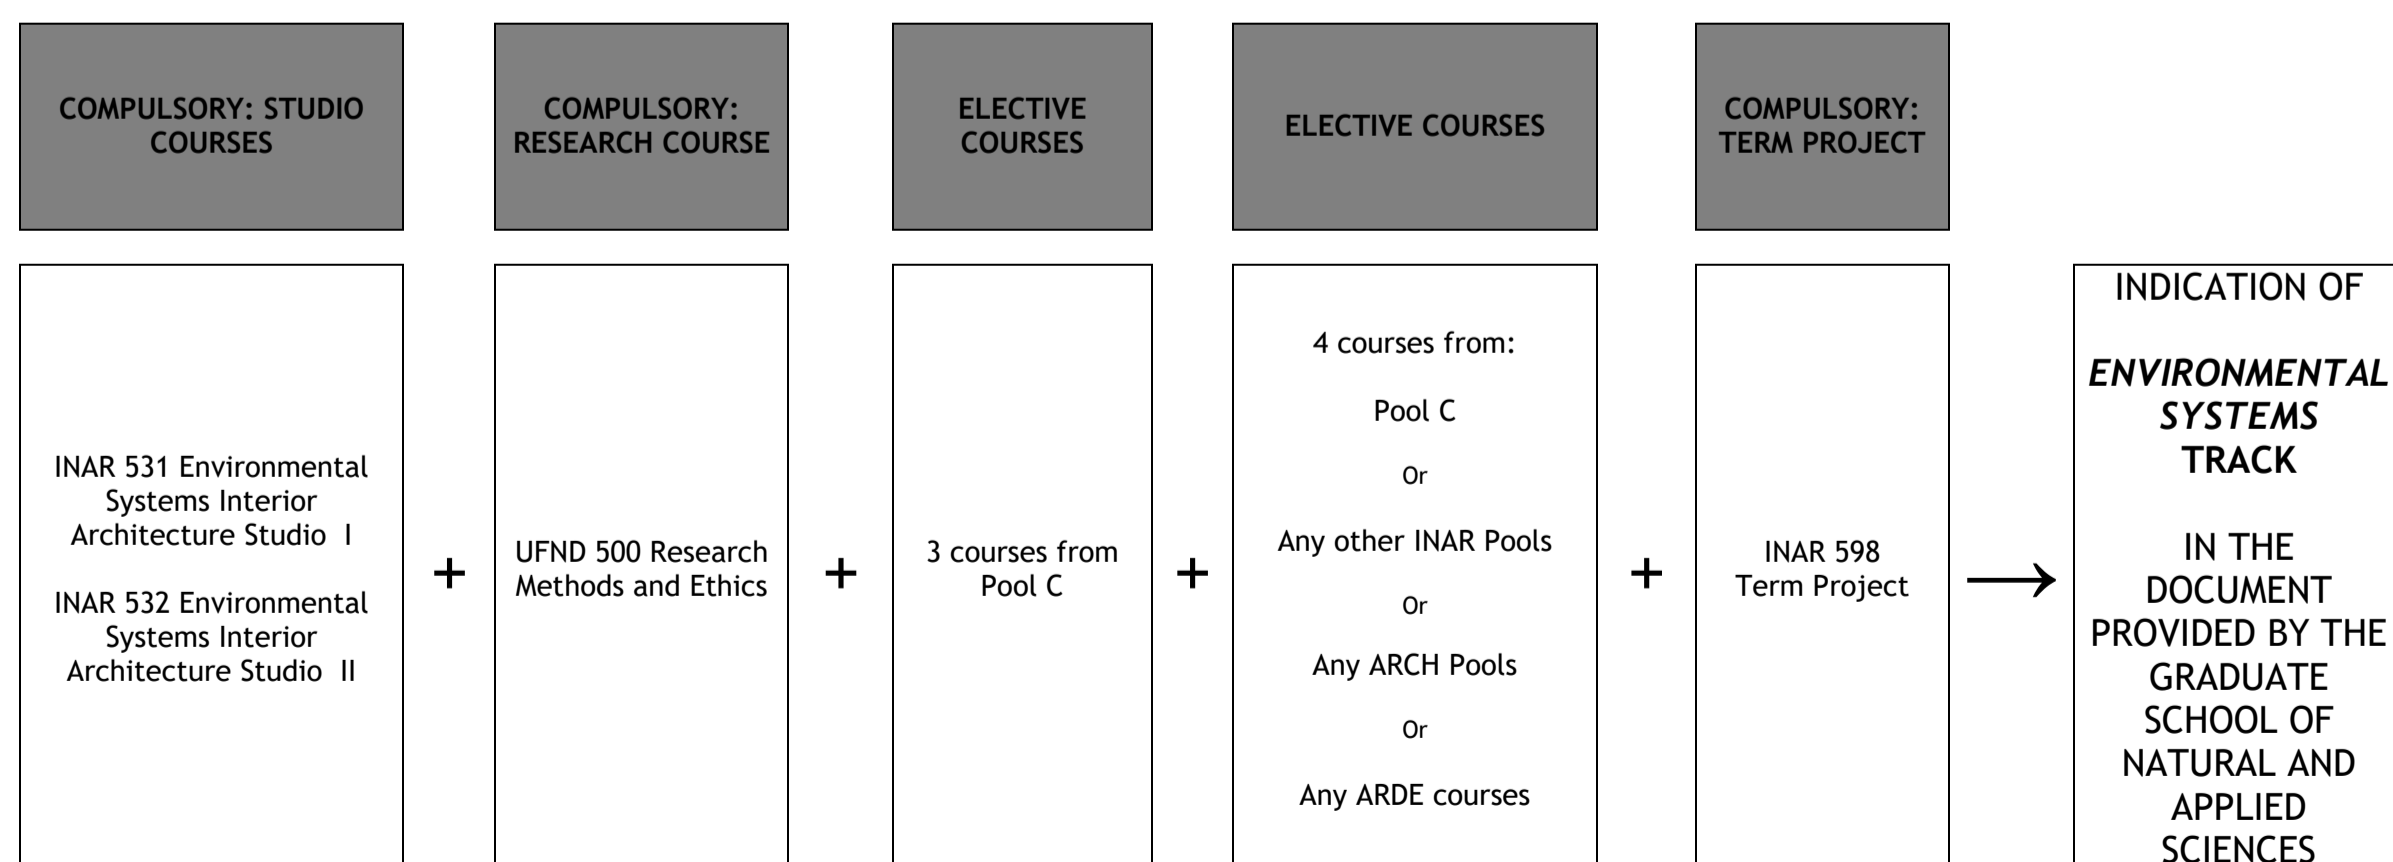 COMPULSORY: STUDIO
COURSES
COMPULSORY:
RESEARCH COURSE
ELECTIVE
COURSES
ELECTIVE COURSES
COMPULSORY:
TERM PROJECT
INAR 531 Environmental
Systems Interior
Architecture Studio I
INAR 532 Environmental
Systems Interior
Architecture Studio II
+
UFND 500 Research
Methods and Ethics
+
3 courses from
Pool C
+
4 courses from:
Pool C
Or
Any other INAR Pools
Or
Any ARCH Pools
Or
Any ARDE courses
+
INAR 598
Term Project
→
INDICATION OF
ENVIRONMENTAL
SYSTEMS
TRACK
IN THE
DOCUMENT
PROVIDED BY THE
GRADUATE
SCHOOL OF
NATURAL AND
APPLIED
SCIENCES